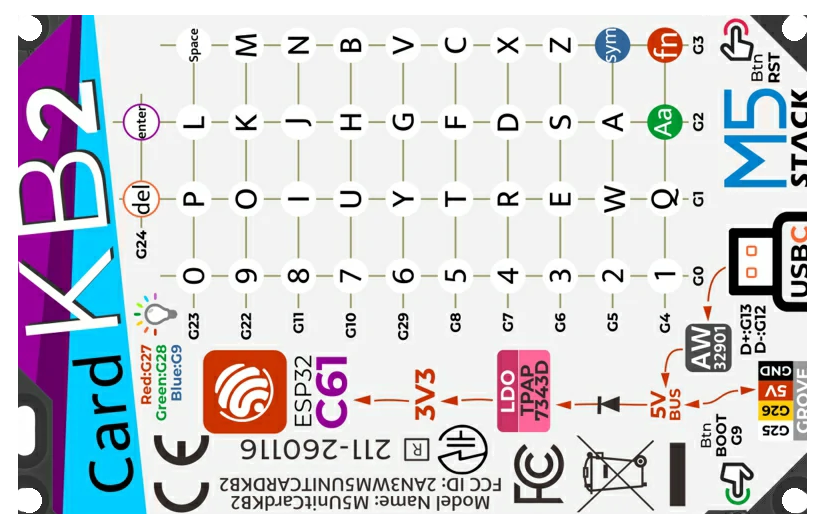 Card KB2
Red:G27
Green:G28
Blue:G9
G24
del
enter
G23
0
P
L
Space
G22
9
O
K
M
G11
8
I
J
N
G10
7
U
H
B
G29
6
Y
G
V
G8
5
T
F
C
G7
4
R
D
X
G6
3
E
S
Z
G5
2
W
A
sym
G4
1
Q
Aa
fn
G0
G1
G2
G3
ESP32
C61
3V3
LDO
TPAP
7343D
5V
BUS
AW
32901
D+:G13
D-:G12
USBC
M5
STACK
Btn
RST
Btn
BOOT
G9
GND
5V
G26
G25
GROVE
CE
R 211-260116
FC
Model Name: M5UnitCardKB2
FCC ID: 2AN3WM5UNITCARDKB2